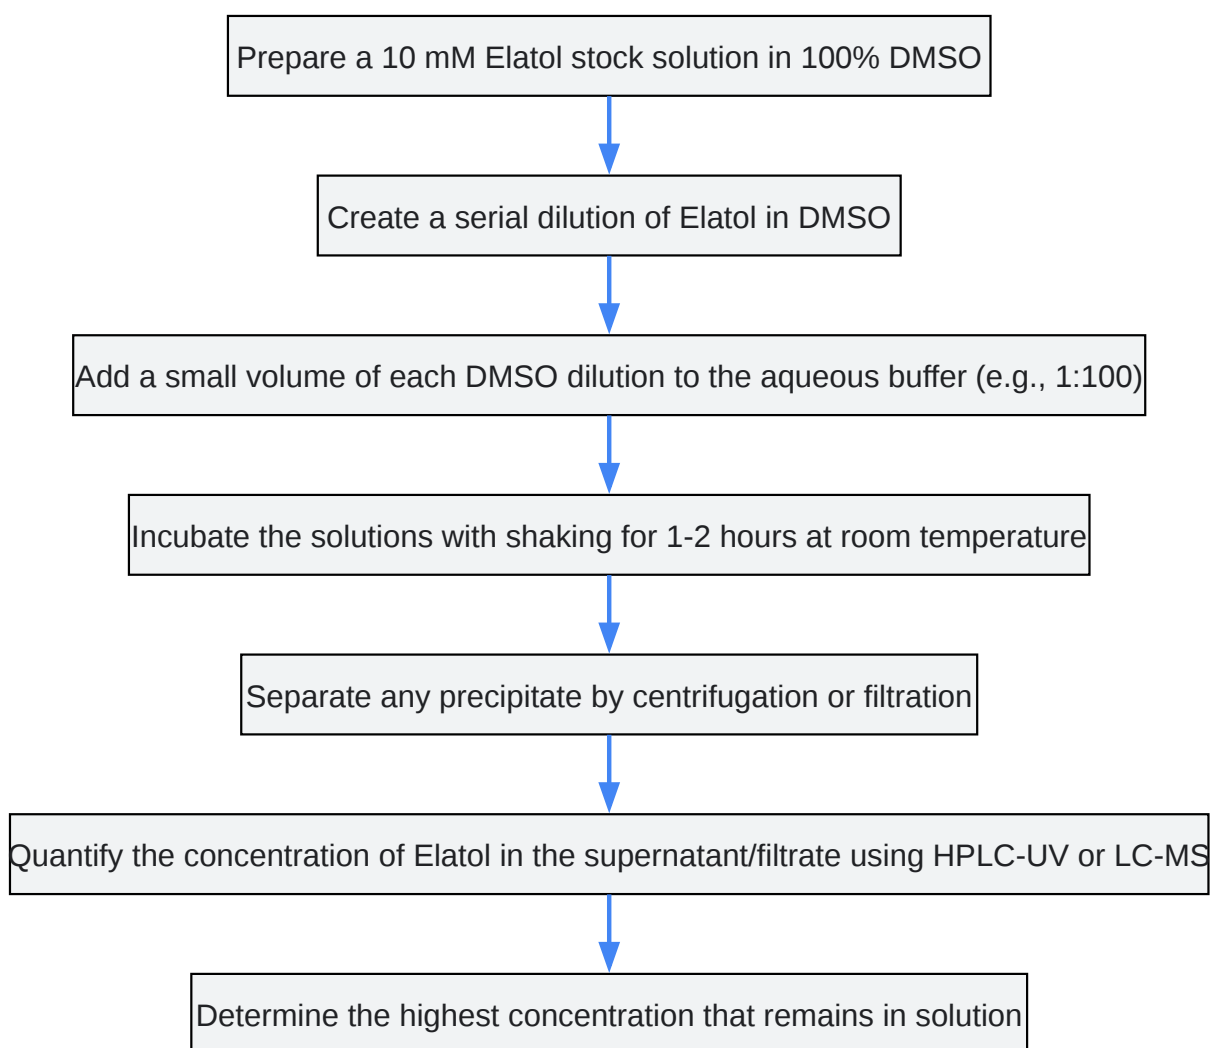 Prepare a 10 mM Elatol stock solution in 100% DMSO
Create a serial dilution of Elatol in DMSO
Add a small volume of each DMSO dilution to the aqueous buffer (e.g., 1:100)
Incubate the solutions with shaking for 1-2 hours at room temperature
Separate any precipitate by centrifugation or filtration
Quantify the concentration of Elatol in the supernatant/filtrate using HPLC-UV or LC-MS
Determine the highest concentration that remains in solution